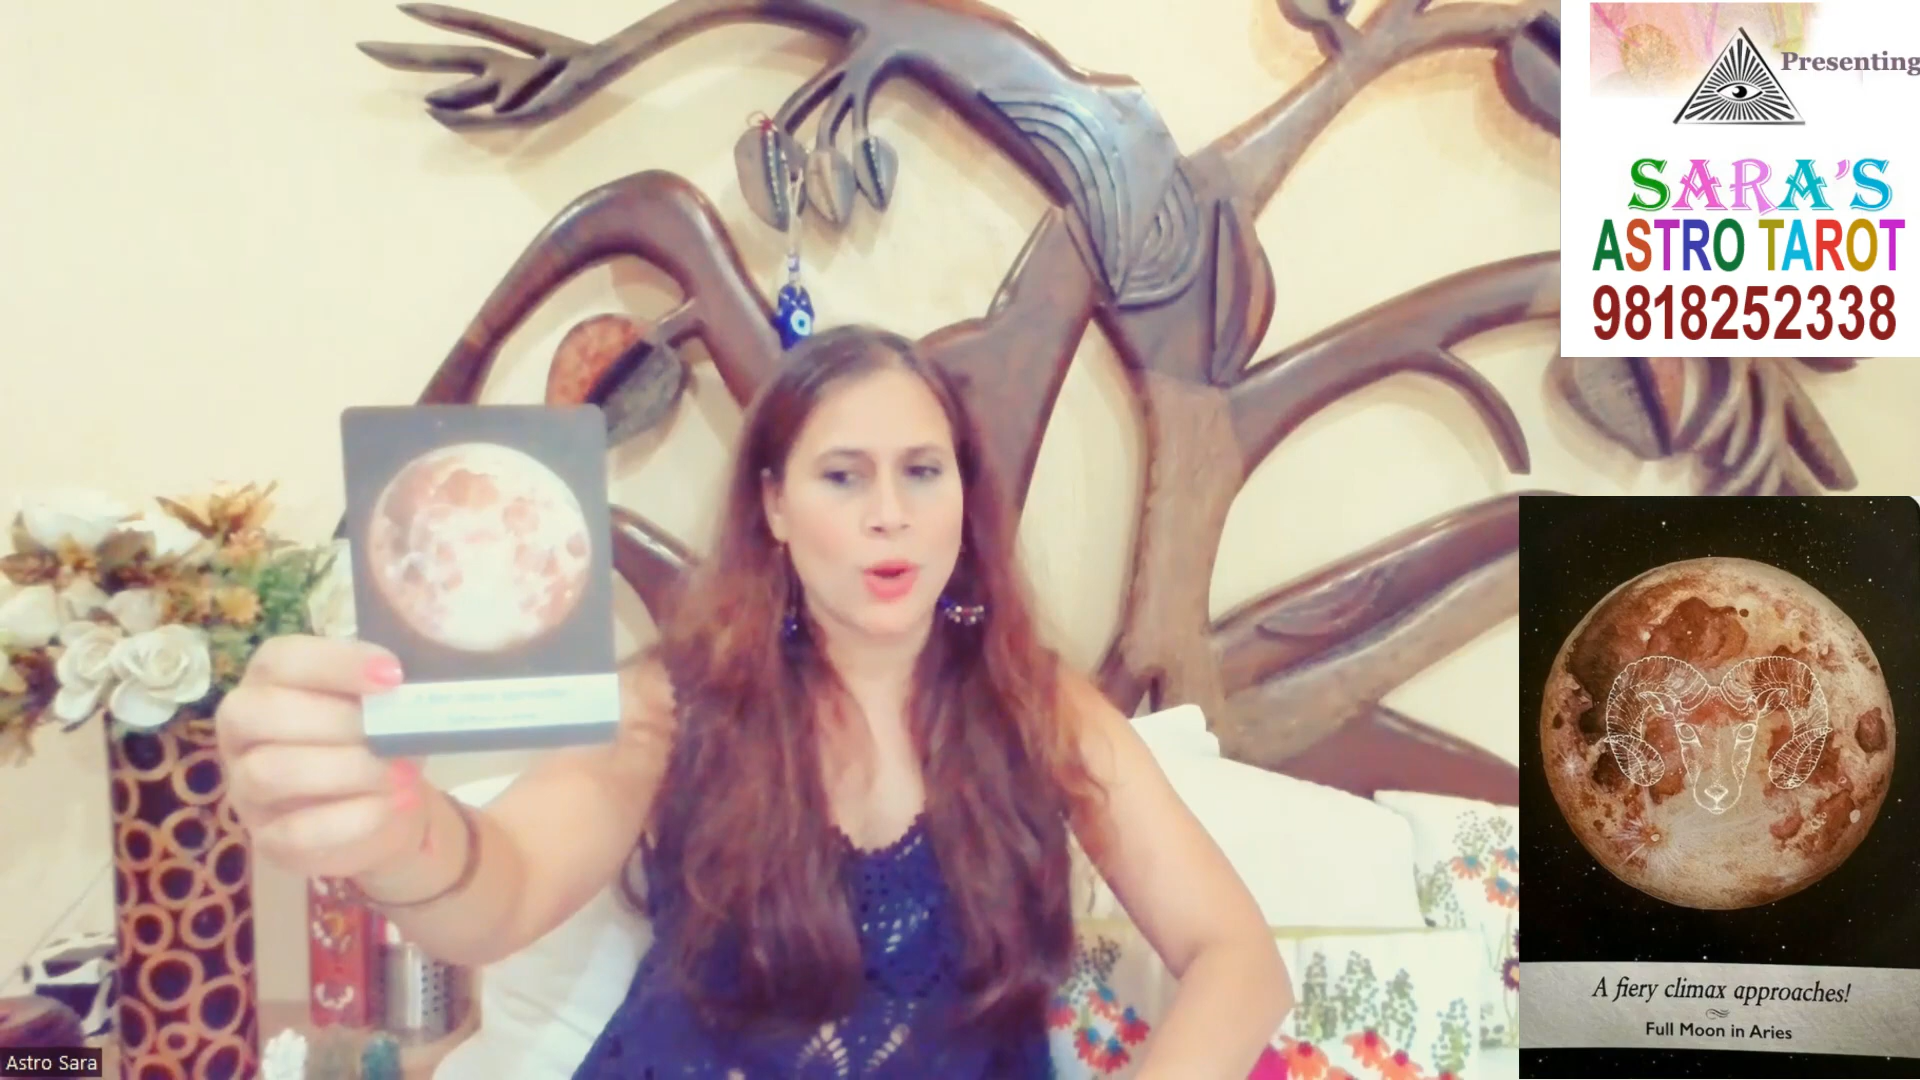 Presenting
SARA'S
ASTRO TAROT
9818252338
A fiery climax approaches!
Full Moon in Aries
Astro Sara